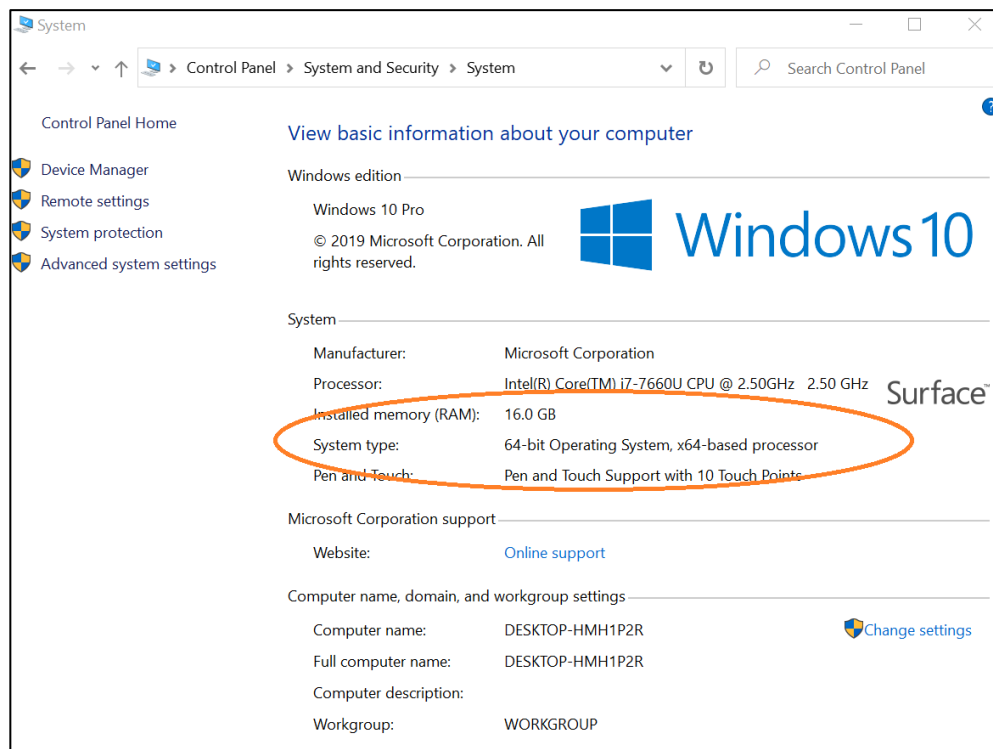 System
Control Panel > System and Security > System
Search Control Panel
?
Control Panel Home
Device Manager
Remote settings
System protection
Advanced system settings
View basic information about your computer
Windows edition
Windows 10 Pro
© 2019 Microsoft Corporation. All
rights reserved.
Windows 10
System
Manufacturer: Microsoft Corporation
Processor: Intel(R) Core(TM) i7-7660U CPU @ 2.50GHz 2.50 GHz
Surface™
Installed memory (RAM): 16.0 GB
System type: 64-bit Operating System, x64-based processor
Pen and Touch: Pen and Touch Support with 10 Touch Points
Microsoft Corporation support
Website: Online support
Computer name, domain, and workgroup settings
Computer name: DESKTOP-HMH1P2R
Change settings
Full computer name: DESKTOP-HMH1P2R
Computer description:
Workgroup: WORKGROUP